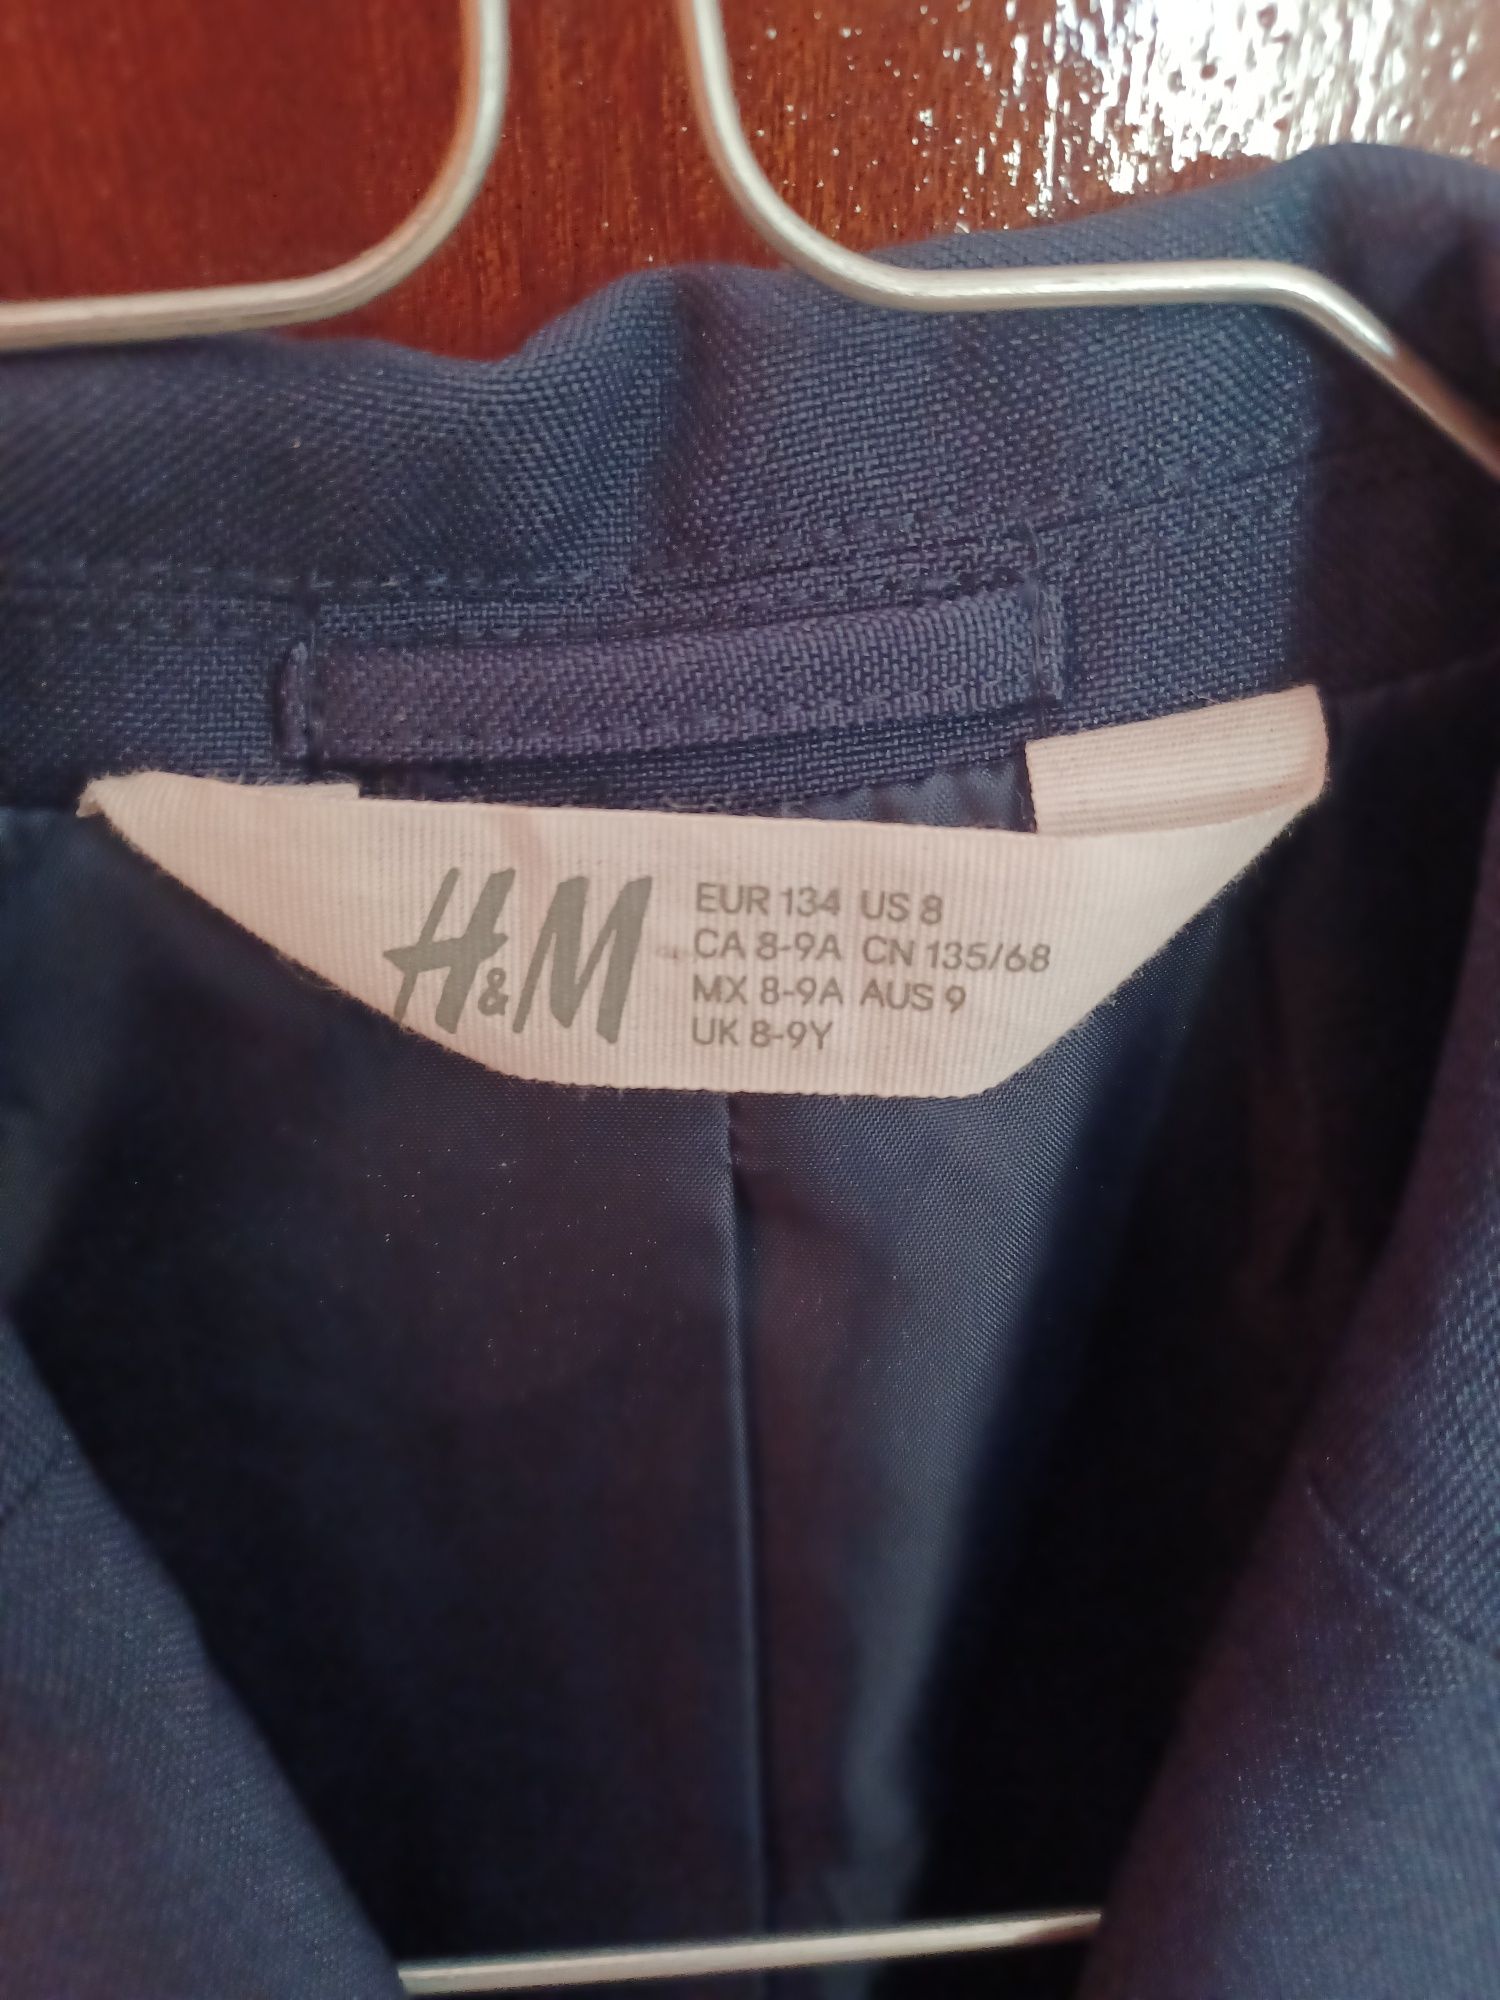 H&M
EUR 134 US 8
CA 8-9A CN 135/68
MX 8-9A AUS 9
UK 8-9Y